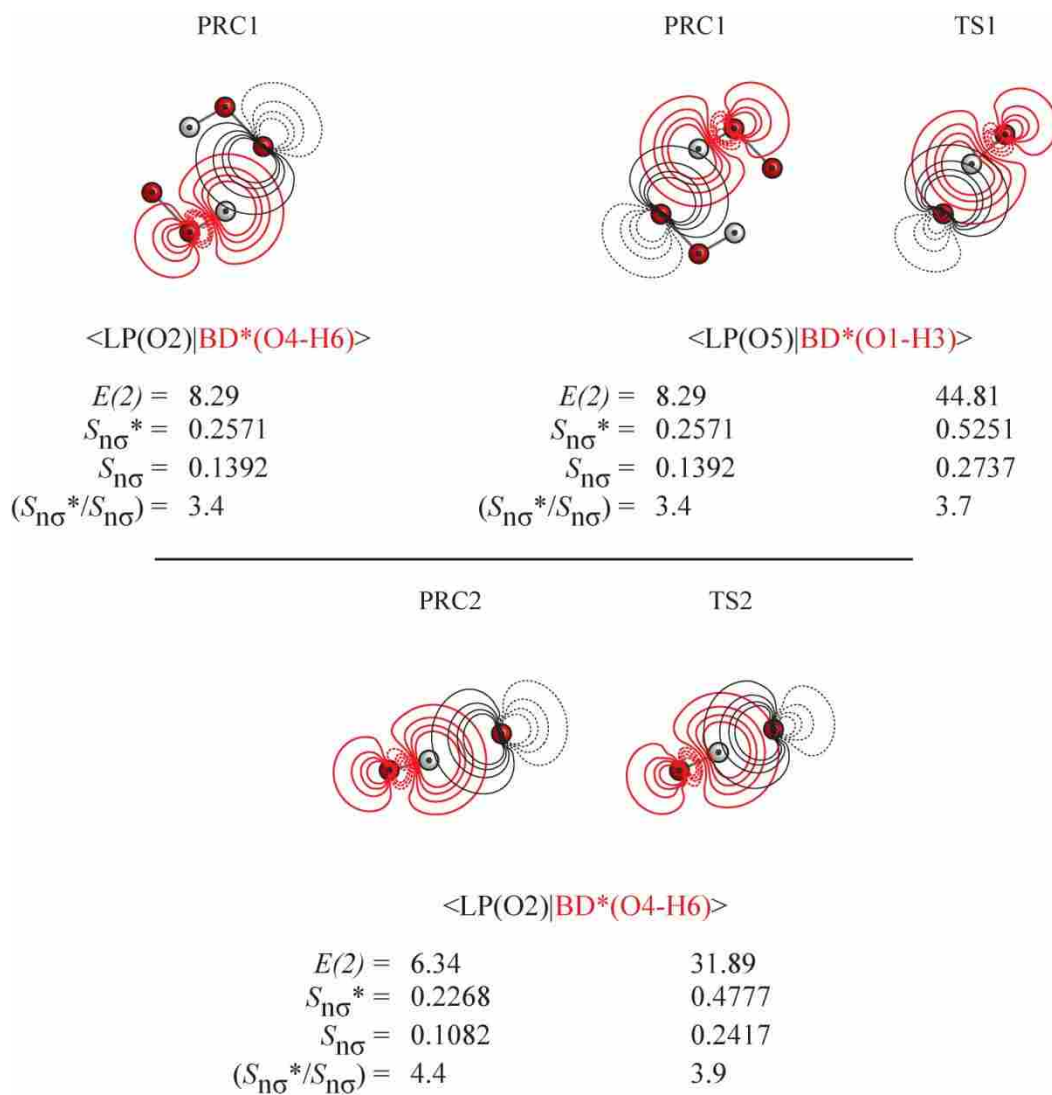 PRC1 PRC1 TS1
<LP(O2)|BD*(O4-H6)> <LP(O5)|BD*(O1-H3)>
E(2) = 8.29 E(2) = 8.29 44.81
Snσ* = 0.2571 Snσ* = 0.2571 0.5251
Snσ = 0.1392 Snσ = 0.1392 0.2737
(Snσ*/Snσ) = 3.4 (Snσ*/Snσ) = 3.4 3.7
PRC2 TS2
<LP(O2)|BD*(O4-H6)>
E(2) = 6.34 31.89
Snσ* = 0.2268 0.4777
Snσ = 0.1082 0.2417
(Snσ*/Snσ) = 4.4 3.9